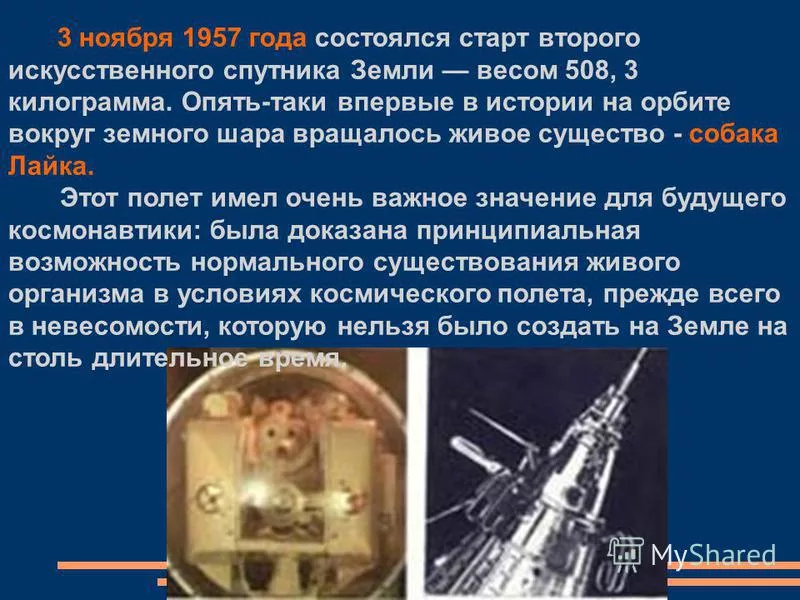 3 ноября 1957 года состоялся старт второго
искусственного спутника Земли — весом 508, 3
килограмма. Опять-таки впервые в истории на орбите
вокруг земного шара вращалось живое существо - собака
Лайка.
Этот полет имел очень важное значение для будущего
космонавтики: была доказана принципиальная
возможность нормального существования живого
организма в условиях космического полета, прежде всего
в невесомости, которую нельзя было создать на Земле на
столь длительное время.
MyShared